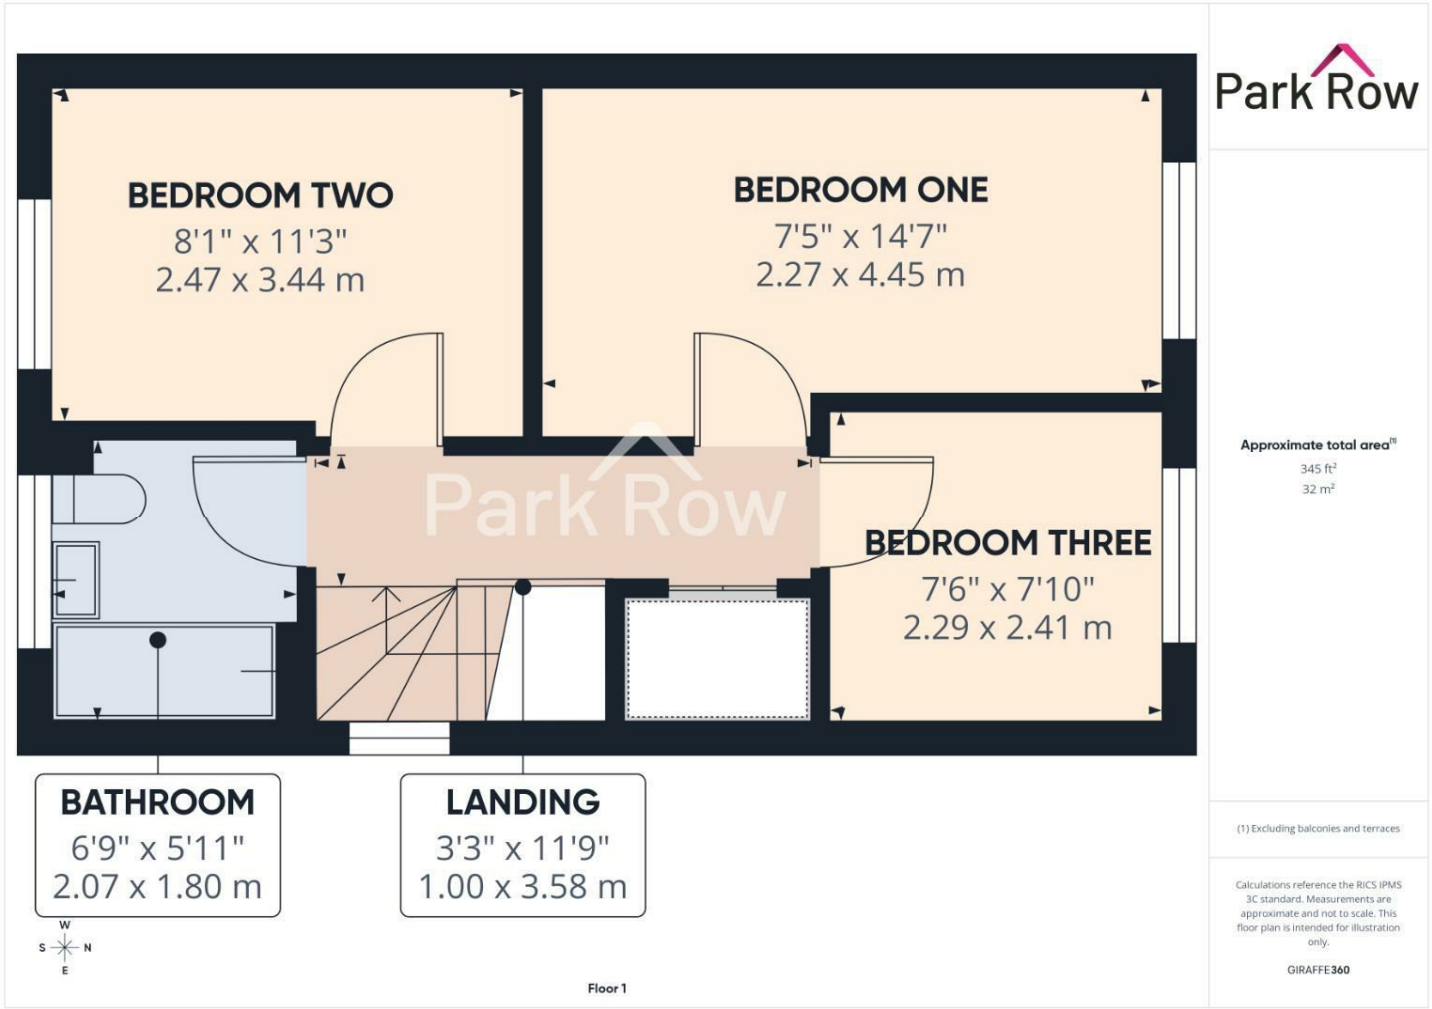 BEDROOM TWO
8'1" x 11'3"
2.47 x 3.44 m
BEDROOM ONE
7'5" x 14'7"
2.27 x 4.45 m
Park Row
BEDROOM THREE
7'6" x 7'10"
2.29 x 2.41 m
BATHROOM
6'9" x 5'11"
2.07 x 1.80 m
LANDING
3'3" x 11'9"
1.00 x 3.58 m
W
S N
E
Floor 1
Park Row
Approximate total area(1)
345 ft²
32 m²
(1) Excluding balconies and terraces
Calculations reference the RICS IPMS
3C standard. Measurements are
approximate and not to scale. This
floor plan is intended for illustration
only.
GIRAFFE360